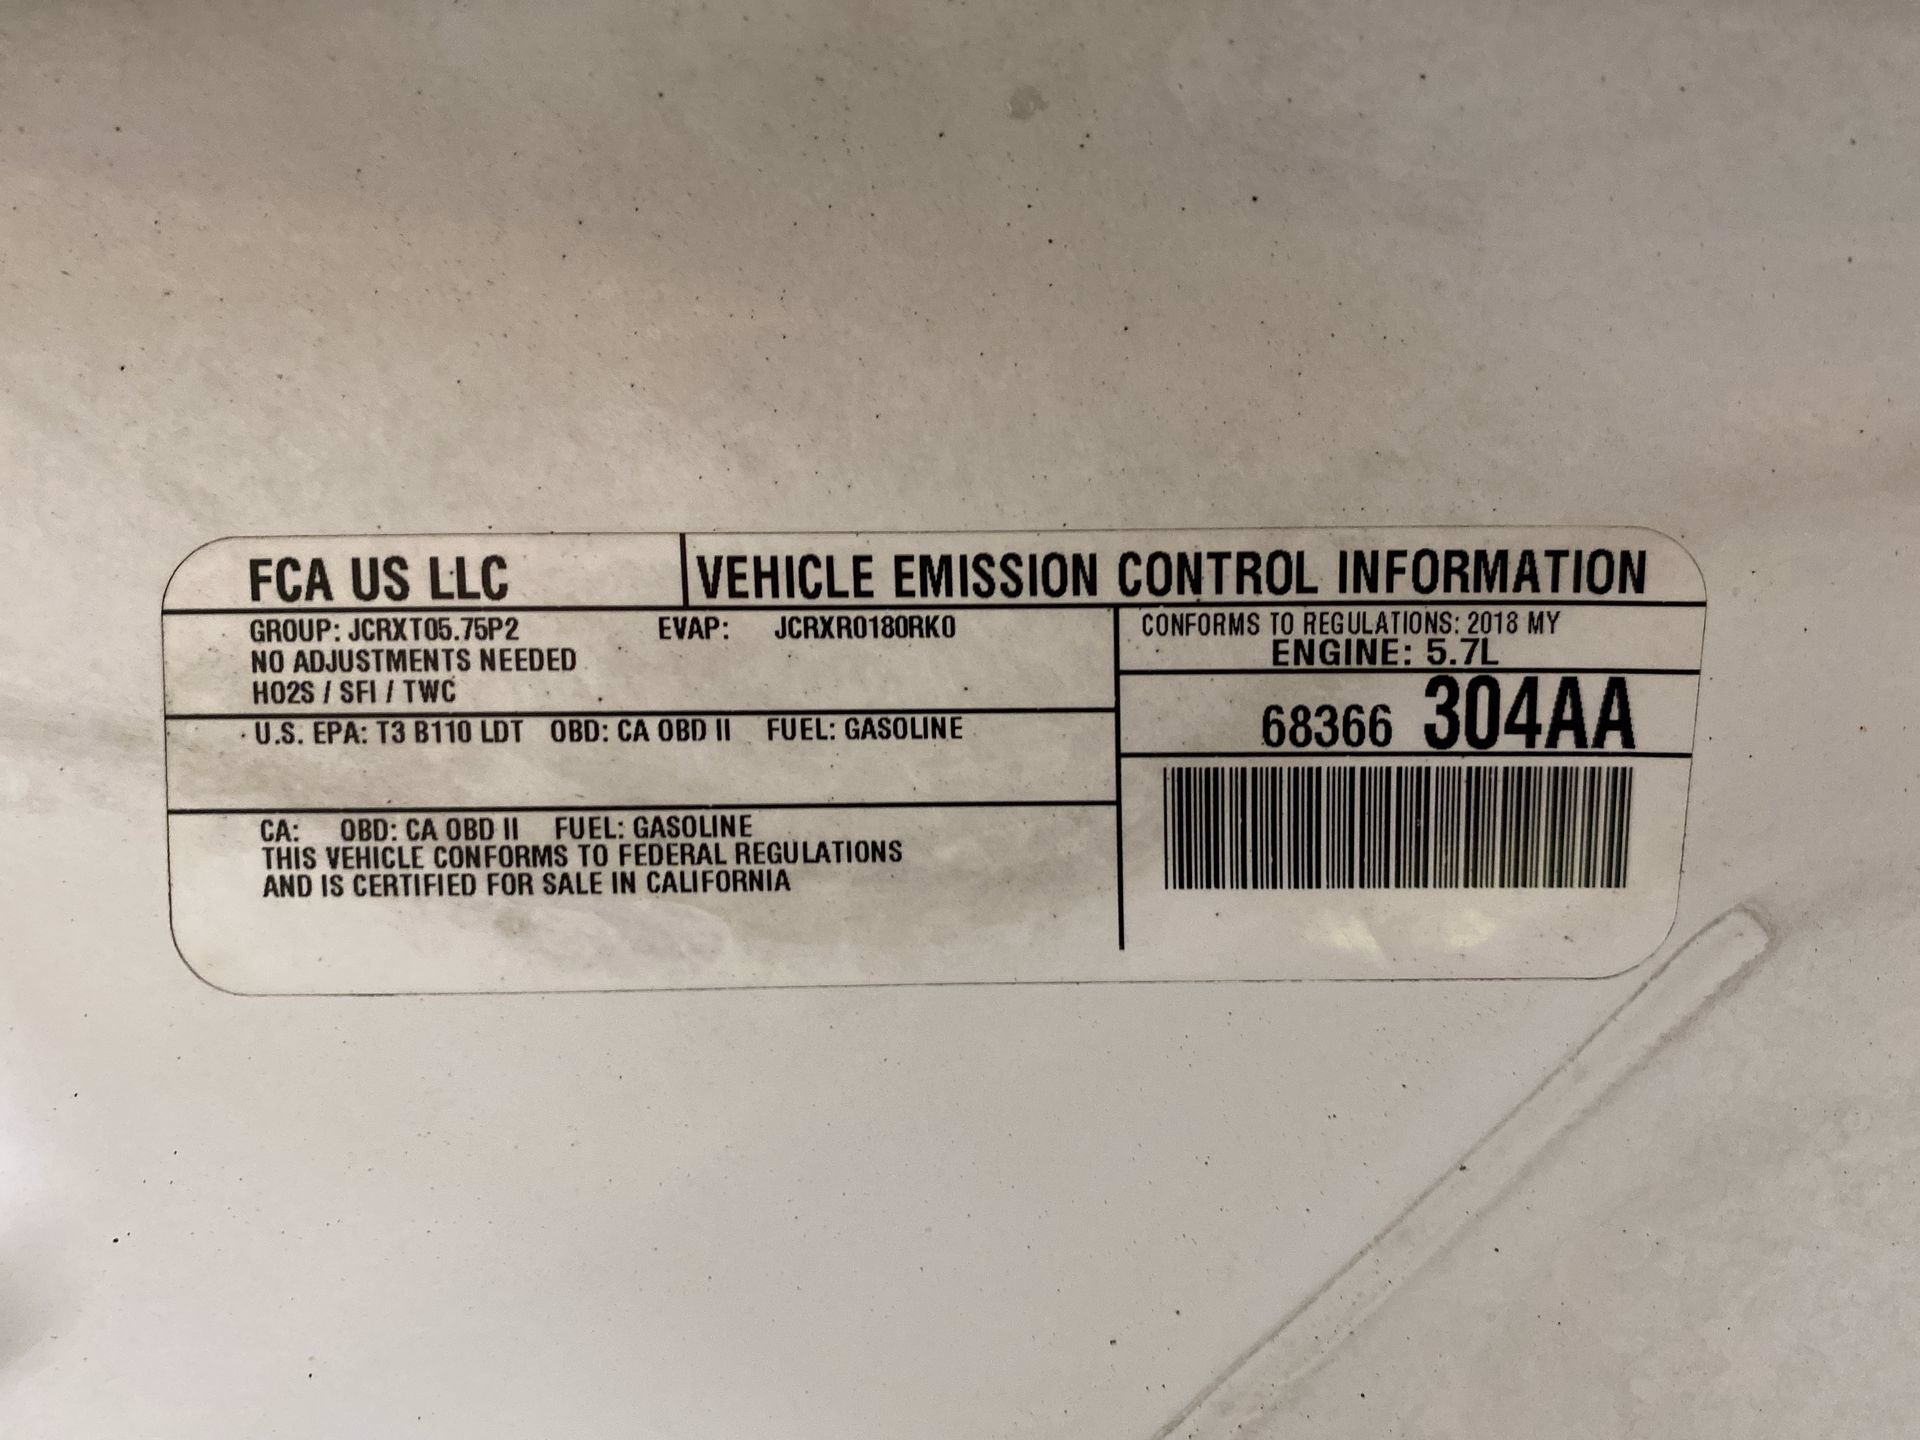 FCA US LLC
VEHICLE EMISSION CONTROL INFORMATION
GROUP: JCRXT05.75P2 EVAP: JCRXR0180RK0
NO ADJUSTMENTS NEEDED
HO2S / SFI / TWC
CONFORMS TO REGULATIONS: 2018 MY
ENGINE: 5.7L
68366 304AA
U.S. EPA: T3 B110 LDT OBD: CA OBD II FUEL: GASOLINE
CA: OBD: CA OBD II FUEL: GASOLINE
THIS VEHICLE CONFORMS TO FEDERAL REGULATIONS
AND IS CERTIFIED FOR SALE IN CALIFORNIA